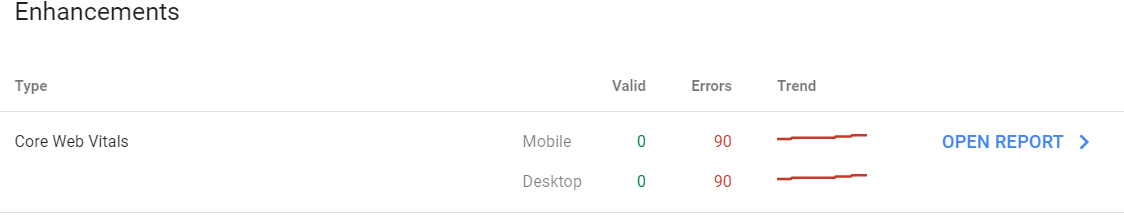 Enhancements
Type Valid Errors Trend
Core Web Vitals Mobile 0 90 OPEN REPORT
Desktop 0 90